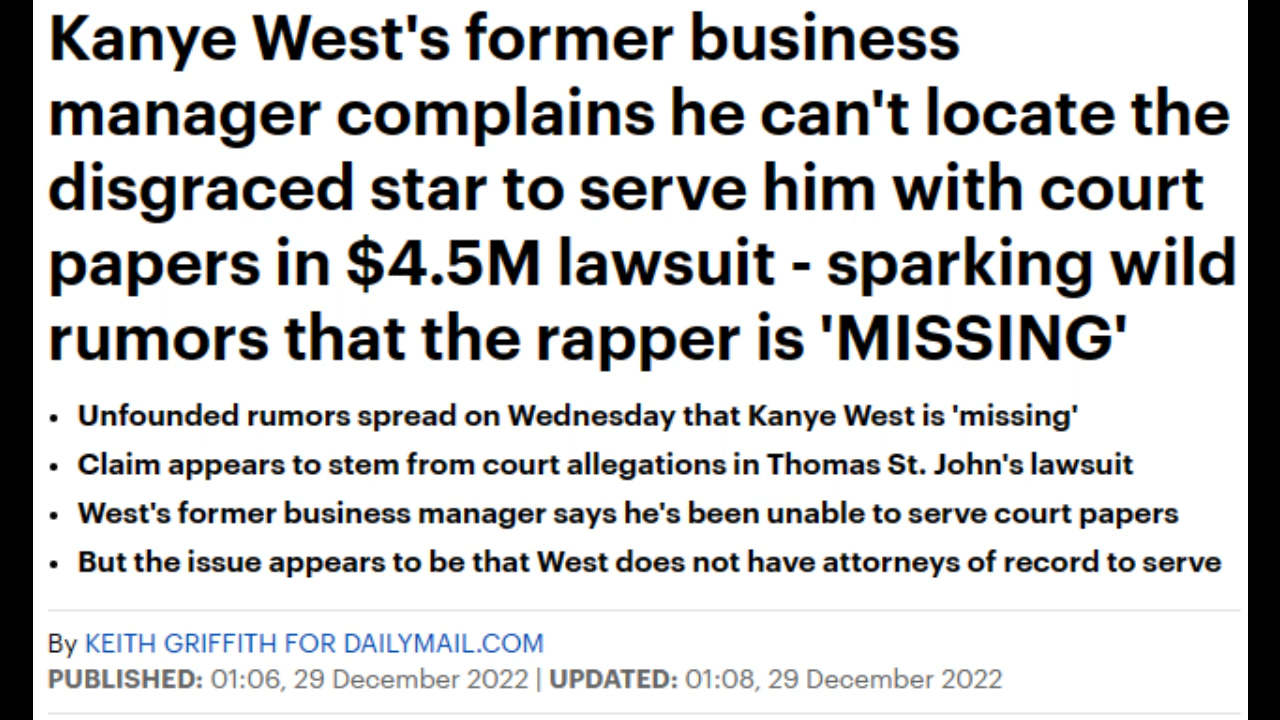 Kanye West's former business
manager complains he can't locate the
disgraced star to serve him with court
papers in $4.5M lawsuit - sparking wild
rumors that the rapper is 'MISSING'
• Unfounded rumors spread on Wednesday that Kanye West is 'missing'
• Claim appears to stem from court allegations in Thomas St. John's lawsuit
• West's former business manager says he's been unable to serve court papers
• But the issue appears to be that West does not have attorneys of record to serve
By KEITH GRIFFITH FOR DAILYMAIL.COM
PUBLISHED: 01:06, 29 December 2022 | UPDATED: 01:08, 29 December 2022